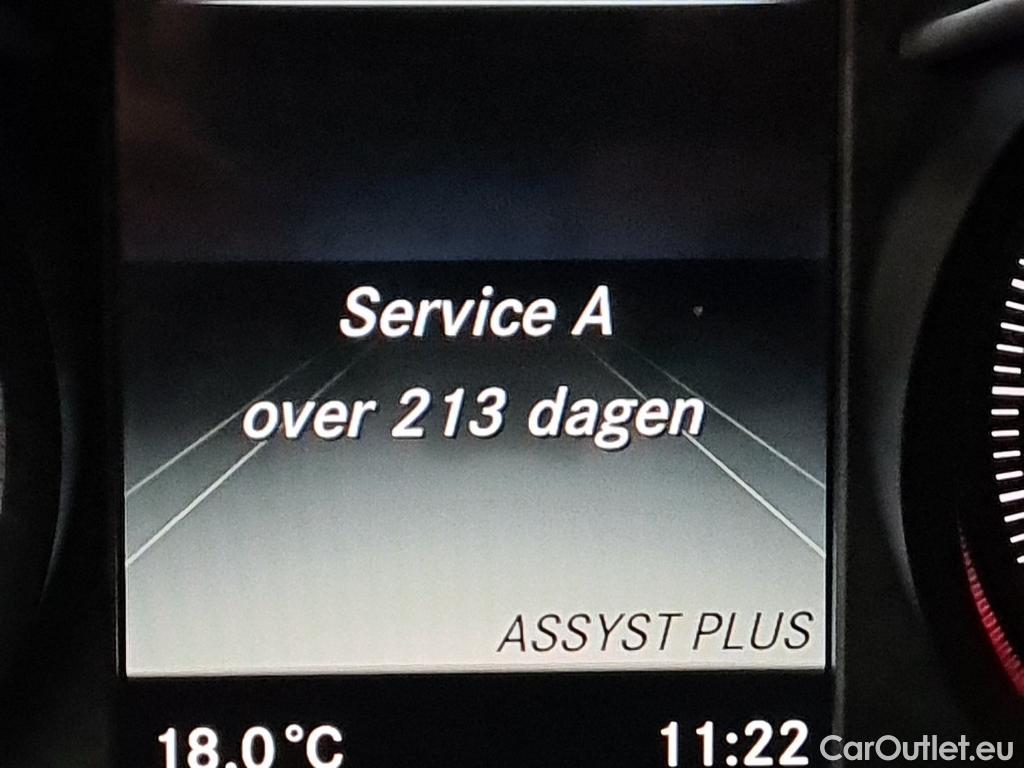 Service A
over 213 dagen
ASSYST PLUS
18.0°C
11:22
CarOutlet.eu